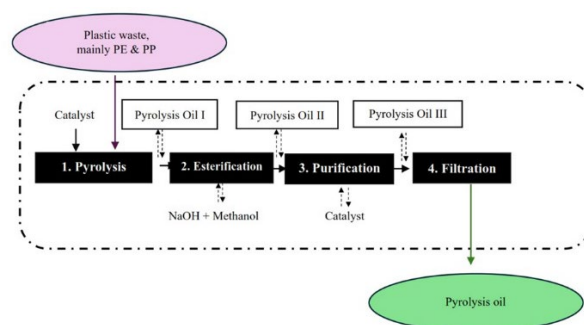 Plastic waste,
mainly PE & PP
Catalyst
Pyrolysis Oil I
Pyrolysis Oil II
Pyrolysis Oil III
1. Pyrolysis
2. Esterification
3. Purification
4. Filtration
NaOH + Methanol
Catalyst
Pyrolysis oil